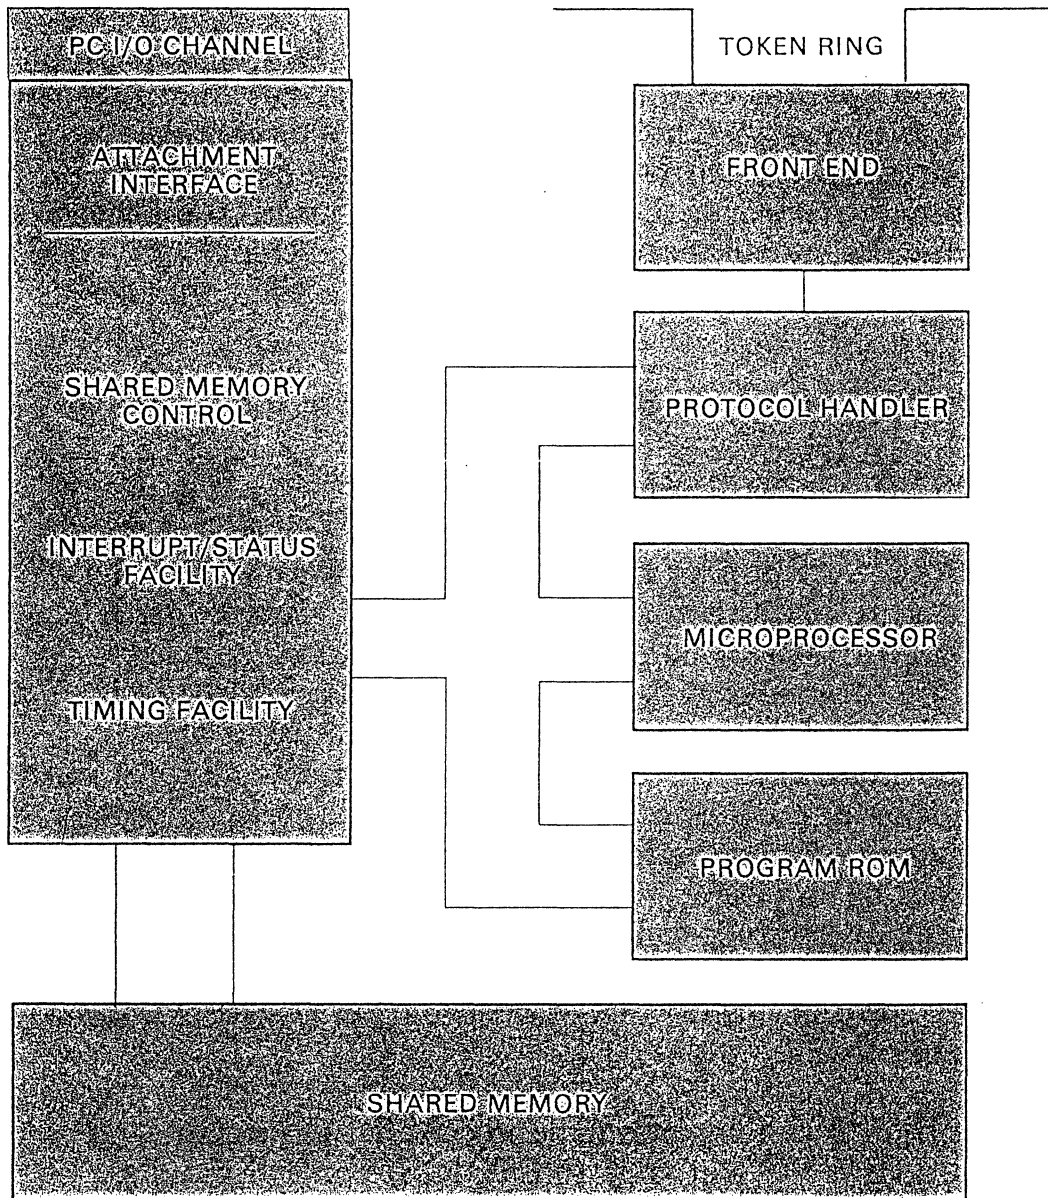 PC I/O CHANNEL
ATTACHMENT
INTERFACE
SHARED MEMORY
CONTROL
INTERRUPT/STATUS
FACILITY
TIMING FACILITY
TOKEN RING
FRONT END
PROTOCOL HANDLER
MICROPROCESSOR
PROGRAM ROM
SHARED MEMORY